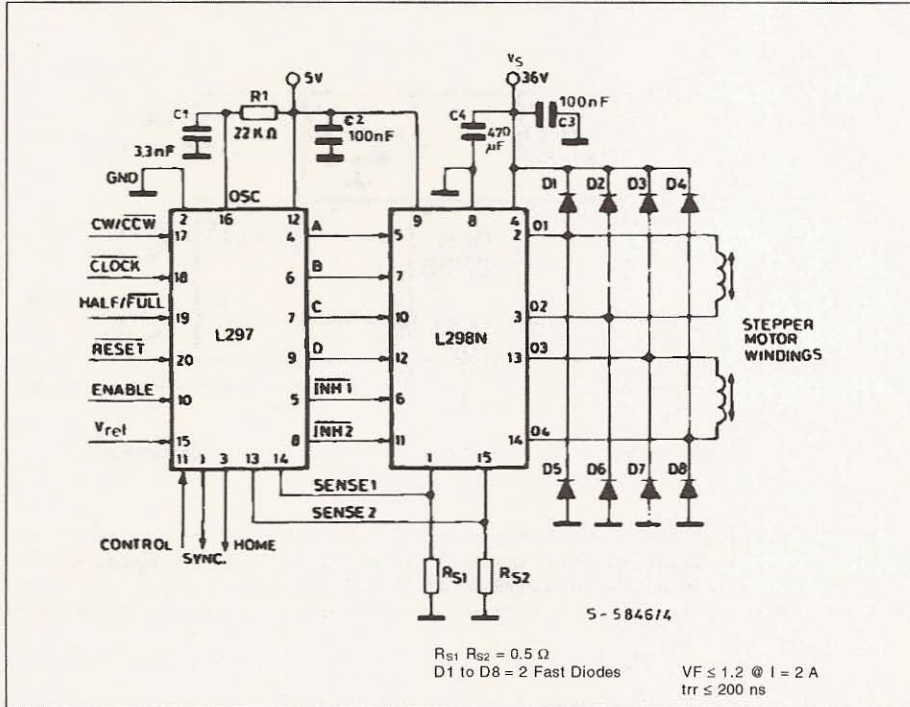 5V
Vs
36V
R1
C1
22KΩ
3.3nF
C2
100nF
C4
47Ω
µF
100nF
C3
GND
OSC
D1 D2 D3 D4
2 16 12
9 8 4
CW/CCW 17
4 A 5
2 O1
CLOCK 18
6 B 7
HALF/FULL 19
7 C 10
3 O2
L297
L298N
STEPPER
MOTOR
WINDINGS
RESET 20
9 D 12
13 O3
ENABLE 10
5 INH1 6
Vref 15
8 INH2 11
14 O4
11 1 3 13 14
1 15
SENSE1
SENSE2
D5 D6 D7 D8
CONTROL
SYNC.
HOME
RS1
RS2
S-5846/4
RS1 RS2 = 0.5 Ω
D1 to D8 = 2 Fast Diodes
VF ≤ 1.2 @ I = 2 A
trr ≤ 200 ns